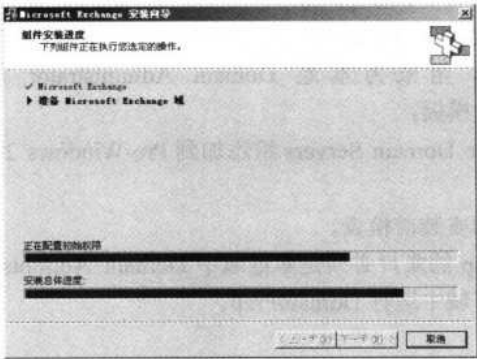 Microsoft Exchange 安装向导
组件安装进度
下列组件正在执行您选定的操作。
✓ Microsoft Exchange
▶ 准备 Microsoft Exchange 域
正在配置初始权限
安装总体进度:
取消